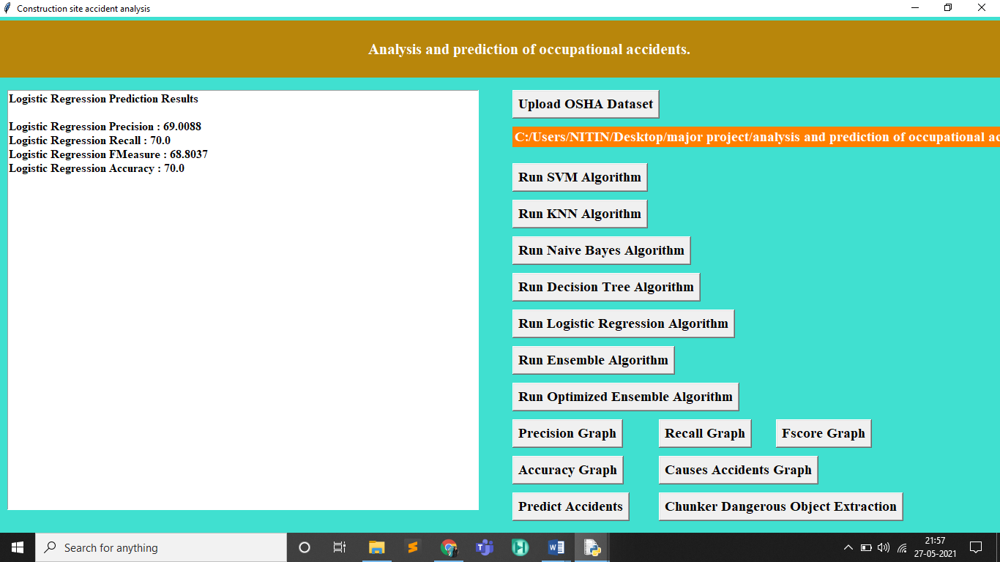 Construction site accident analysis
Analysis and prediction of occupational accidents.
Logistic Regression Prediction Results
Logistic Regression Precision : 69.0088
Logistic Regression Recall : 70.0
Logistic Regression FMeasure : 68.8037
Logistic Regression Accuracy : 70.0
Upload OSHA Dataset
C:/Users/NITIN/Desktop/major project/analysis and prediction of occupational ac
Run SVM Algorithm
Run KNN Algorithm
Run Naive Bayes Algorithm
Run Decision Tree Algorithm
Run Logistic Regression Algorithm
Run Ensemble Algorithm
Run Optimized Ensemble Algorithm
Precision Graph Recall Graph Fscore Graph
Accuracy Graph Causes Accidents Graph
Predict Accidents Chunker Dangerous Object Extraction
Search for anything
21:57
27-05-2021